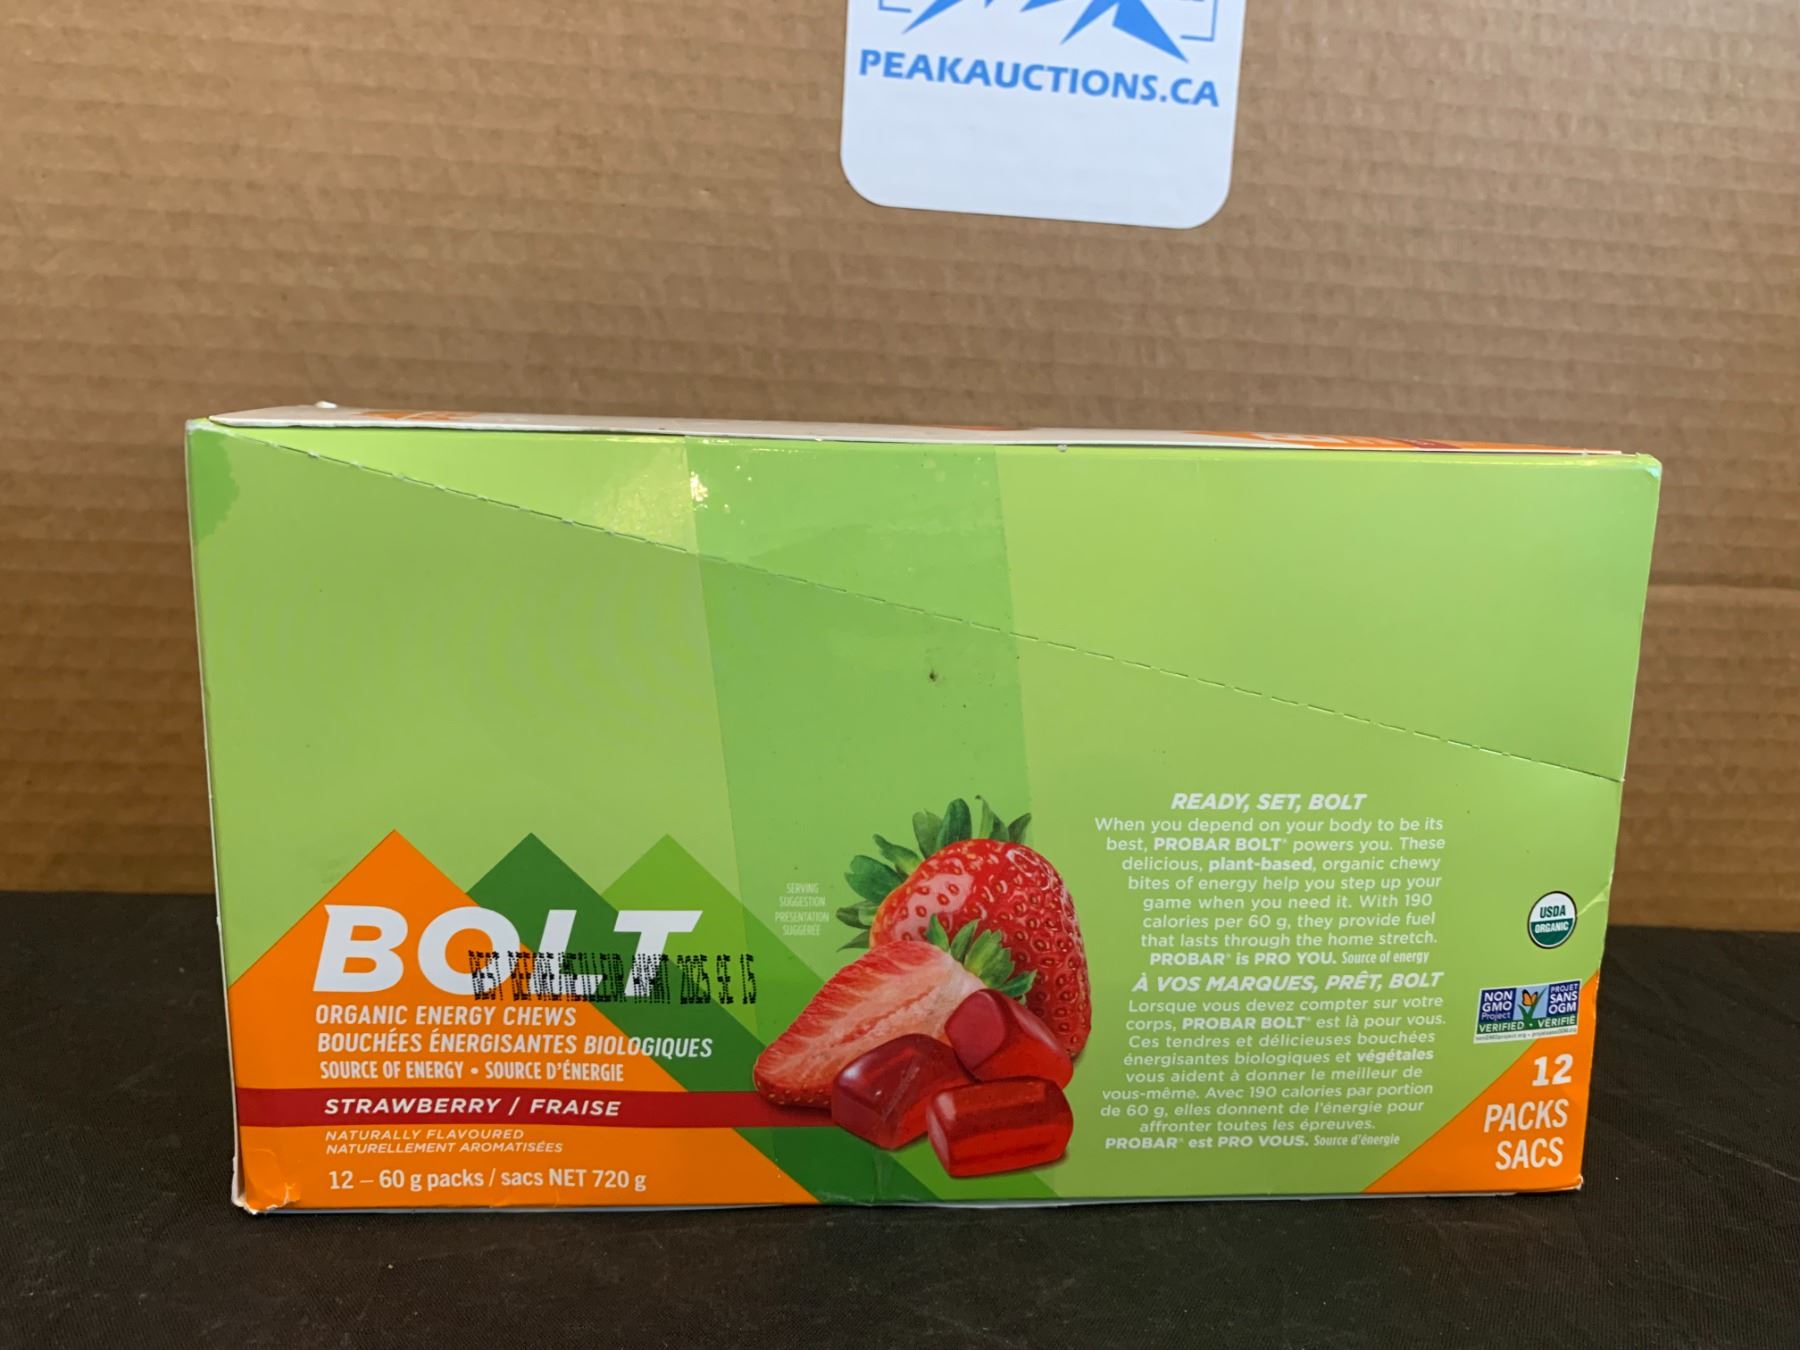 PEAKAUCTIONS.CA
BOLT
ORGANIC ENERGY CHEWS
BOUCHÉES ÉNERGISANTES BIOLOGIQUES
SOURCE OF ENERGY • SOURCE D'ÉNERGIE
STRAWBERRY / FRAISE
NATURALLY FLAVOURED
NATURELLEMENT AROMATISÉES
12 – 60 g packs / sacs NET 720 g
SERVING
SUGGESTION
PRÉSENTATION
SUGGÉRÉE
READY, SET, BOLT
When you depend on your body to be its
best, PROBAR BOLT® powers you. These
delicious, plant-based, organic chewy
bites of energy help you step up your
game when you need it. With 190
calories per 60 g, they provide fuel
that lasts through the home stretch.
PROBAR® is PRO YOU. Source of energy
À VOS MARQUES, PRÊT, BOLT
Lorsque vous devez compter sur votre
corps, PROBAR BOLT® est là pour vous.
Ces tendres et délicieuses bouchées
énergisantes biologiques et végétales
vous aident à donner le meilleur de
vous-même. Avec 190 calories par portion
de 60 g, elles donnent de l'énergie pour
affronter toutes les épreuves.
PROBAR® est PRO VOUS. Source d'énergie
USDA
ORGANIC
NON
GMO
Project
VERIFIED
PROJET
SANS
OGM
VÉRIFIÉ
12
PACKS
SACS